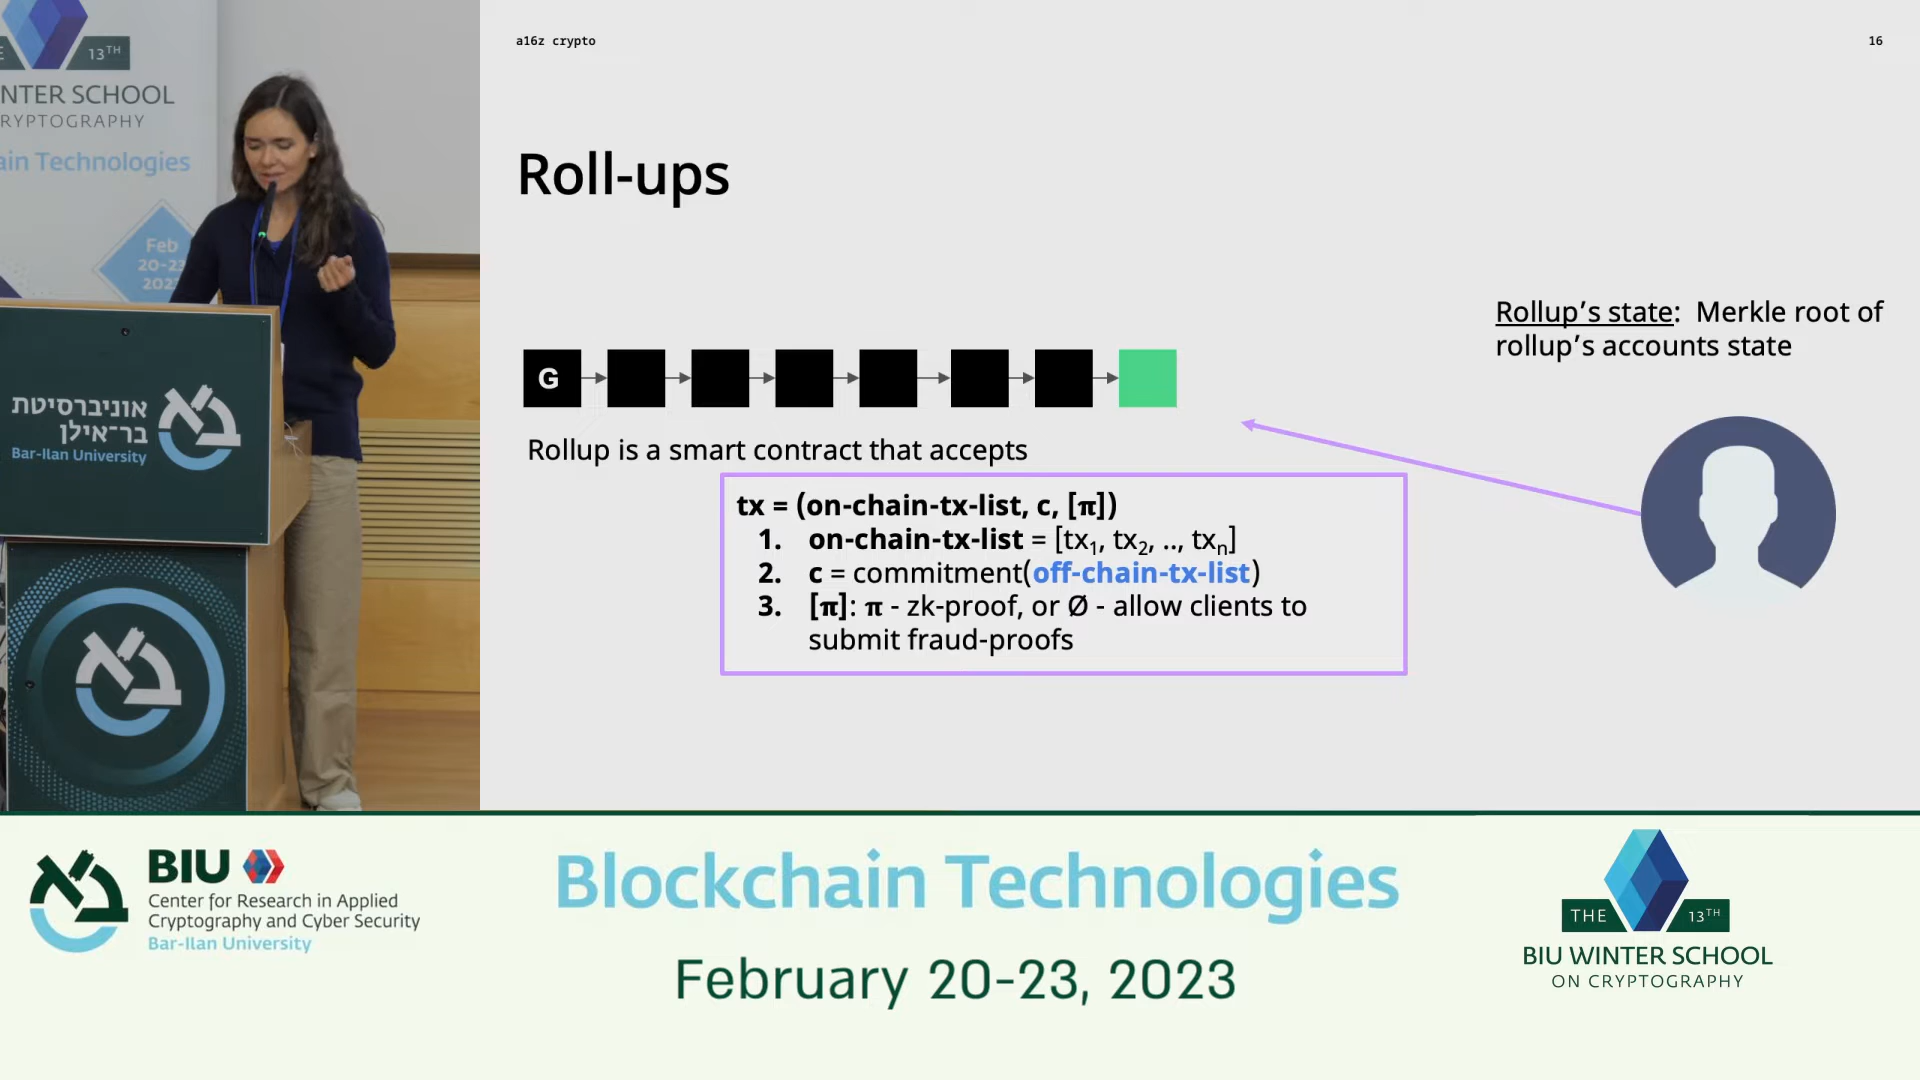 13TH
NTER SCHOOL
RYPTOGRAPHY
ain Technologies
Feb
20-23
אוניברסיטת
בר־אילן
Bar-Ilan University
a16z crypto
16
Roll-ups
Rollup's state: Merkle root of
rollup's accounts state
G
Rollup is a smart contract that accepts
tx = (on-chain-tx-list, c, [π])
1. on-chain-tx-list = [tx₁, tx₂, .., txₙ]
2. c = commitment(off-chain-tx-list)
3. [π]: π - zk-proof, or Ø - allow clients to
submit fraud-proofs
BIU
Center for Research in Applied
Cryptography and Cyber Security
Bar-Ilan University
Blockchain Technologies
February 20-23, 2023
THE 13TH
BIU WINTER SCHOOL
ON CRYPTOGRAPHY